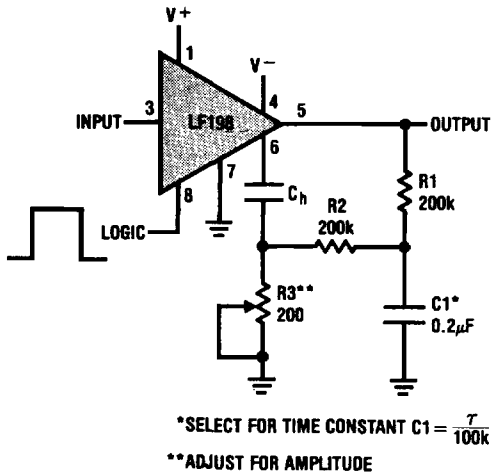 V+
1
V−
4
INPUT
3
LF198
5
OUTPUT
6
7
8
LOGIC
Ch
R1
200k
R2
200k
R3**
200
C1*
0.2μF
*SELECT FOR TIME CONSTANT C1 = τ/100k
**ADJUST FOR AMPLITUDE